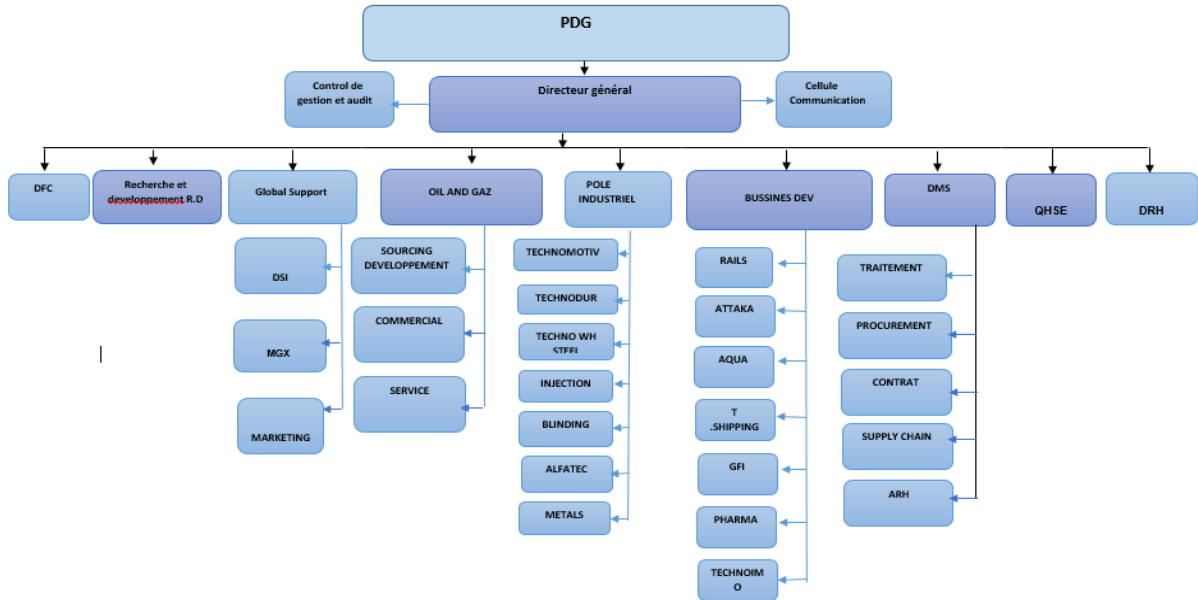 PDG
Control de
gestion et audit
Directeur général
Cellule
Communication
DFC
Recherche et
developpement R.D
Global Support
OIL AND GAZ
POLE
INDUSTRIEL
BUSSINES DEV
DMS
QHSE
DRH
DSI
MGX
MARKETING
SOURCING
DEVELOPPEMENT
COMMERCIAL
SERVICE
TECHNOMOTIV
TECHNODUR
TECHNO WH
STEEL
INJECTION
BLINDING
ALFATEC
METALS
RAILS
ATTAKA
AQUA
T
.SHIPPING
GFI
PHARMA
TECHNOIM
O
TRAITEMENT
PROCUREMENT
CONTRAT
SUPPLY CHAIN
ARH